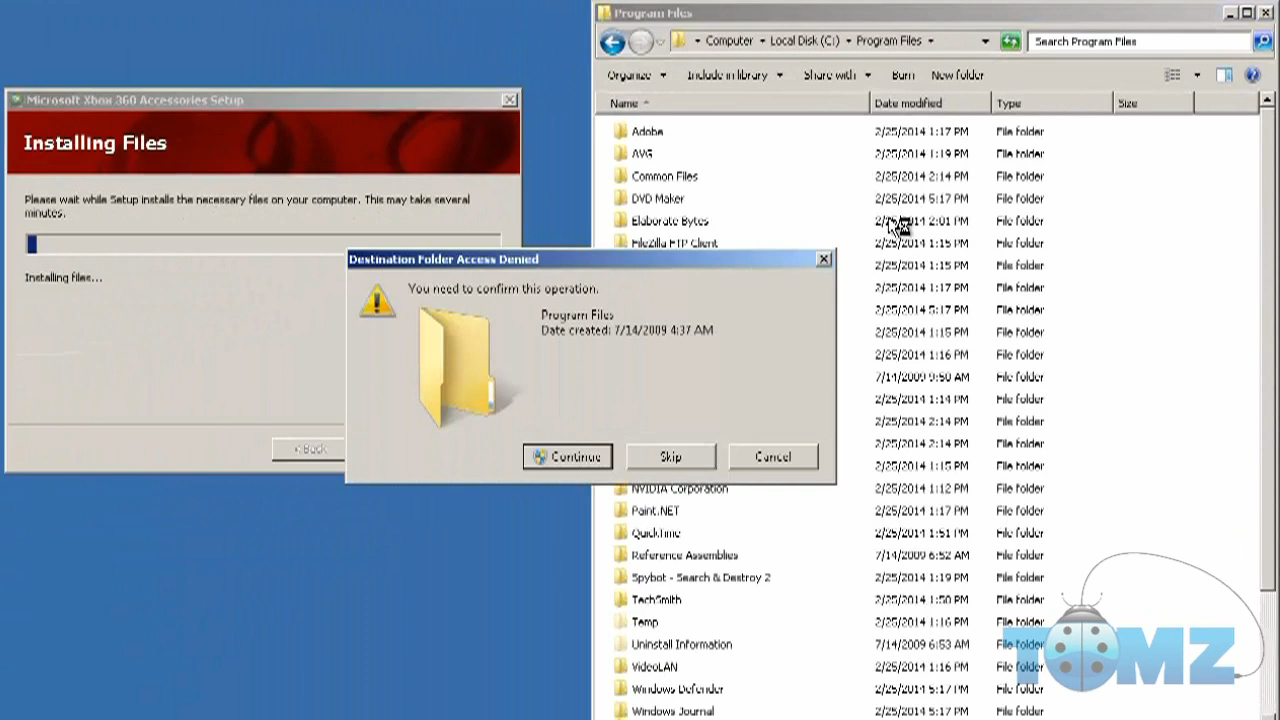 Program Files
Computer Local Disk (C:) Program Files
Search Program Files
Organize Include in library Share with Burn New folder
Name Date modified Type Size
Adobe 2/25/2014 1:17 PM File folder
AVG 2/25/2014 1:19 PM File folder
Common Files 2/25/2014 2:14 PM File folder
DVD Maker 2/25/2014 5:17 PM File folder
Elaborate Bytes 2/25/2014 2:01 PM File folder
FileZilla FTP Client 2/25/2014 1:15 PM File folder
2/25/2014 1:15 PM File folder
2/25/2014 1:17 PM File folder
2/25/2014 5:17 PM File folder
2/25/2014 1:15 PM File folder
2/25/2014 1:16 PM File folder
7/14/2009 9:50 AM File folder
2/25/2014 1:14 PM File folder
2/25/2014 2:14 PM File folder
2/25/2014 2:14 PM File folder
2/25/2014 1:15 PM File folder
NVIDIA Corporation 2/25/2014 1:12 PM File folder
Paint.NET 2/25/2014 1:17 PM File folder
QuickTime 2/25/2014 1:51 PM File folder
Reference Assemblies 7/14/2009 6:52 AM File folder
Spybot - Search & Destroy 2 2/25/2014 1:19 PM File folder
TechSmith 2/25/2014 1:50 PM File folder
Temp 2/25/2014 1:16 PM File folder
Uninstall Information 7/14/2009 6:53 AM File folder
VideoLAN 2/25/2014 1:16 PM File folder
Windows Defender 2/25/2014 5:17 PM File folder
Windows Journal 2/25/2014 5:17 PM File folder
Microsoft Xbox 360 Accessories Setup
Installing Files
Please wait while Setup installs the necessary files on your computer. This may take several
minutes.
Installing files...
< Back
Destination Folder Access Denied
You need to confirm this operation.
Program Files
Date created: 7/14/2009 4:37 AM
Continue Skip Cancel
TOMZ